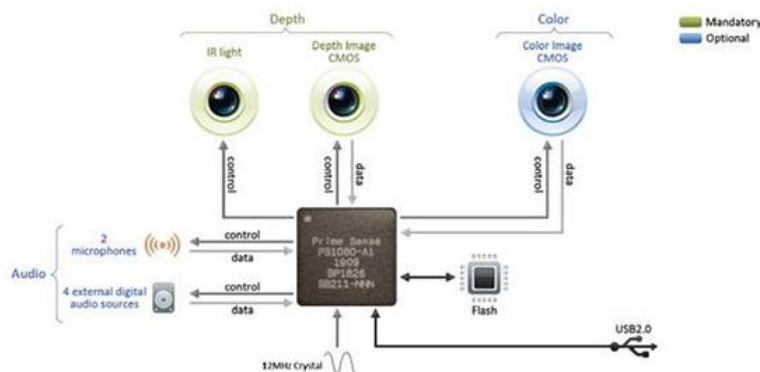 Depth
Color
Mandatory
Optional
IR light
Depth Image
CMOS
Color Image
CMOS
control
control
data
control
data
Audio
2
microphones
control
data
4 external digital
audio sources
control
data
Prime Sense
PS1080-A1
1909
BP1826
SB211-NNN
Flash
USB2.0
12MHz Crystal